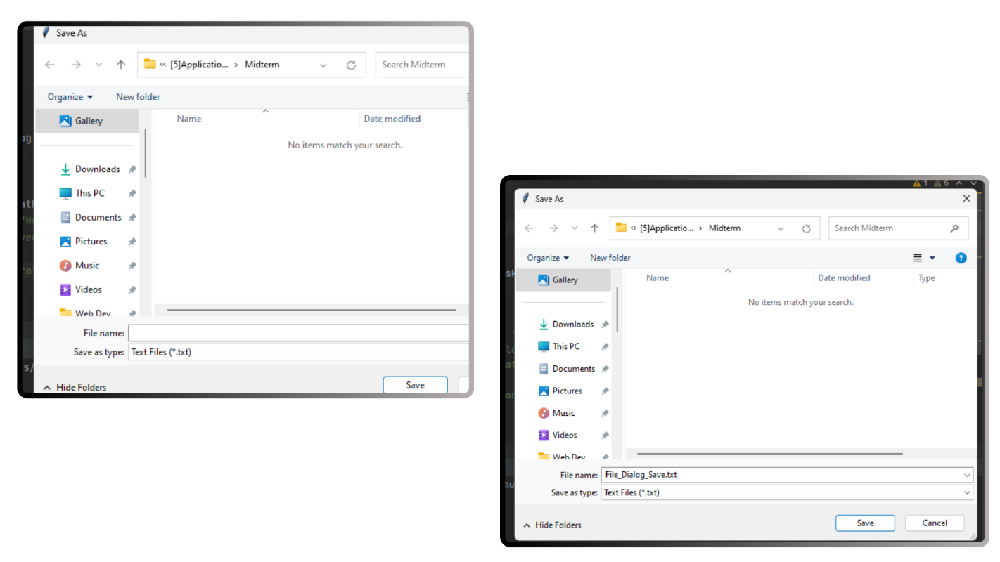 Save As
« [5]Applicatio... › Midterm
Search Midterm
Organize
New folder
Gallery
Name
Date modified
No items match your search.
Downloads
This PC
Documents
Pictures
Music
Videos
Web Dev
File name:
Save as type: Text Files (*.txt)
Hide Folders
Save
1 6
Save As
« [5]Applicatio... › Midterm
Search Midterm
Organize
New folder
Gallery
Name
Date modified
Type
No items match your search.
Downloads
This PC
Documents
Pictures
Music
Videos
Web Dev
File name: File_Dialog_Save.txt
Save as type: Text Files (*.txt)
Hide Folders
Save
Cancel